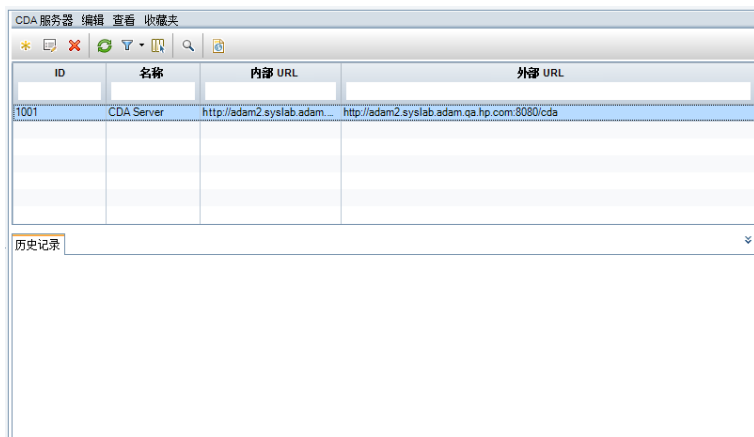 CDA 服务器 编辑 查看 收藏夹
ID 名称 内部 URL 外部 URL
1001 CDA Server http://adam2.syslab.adam.... http://adam2.syslab.adam.qa.hp.com:8080/cda
历史记录